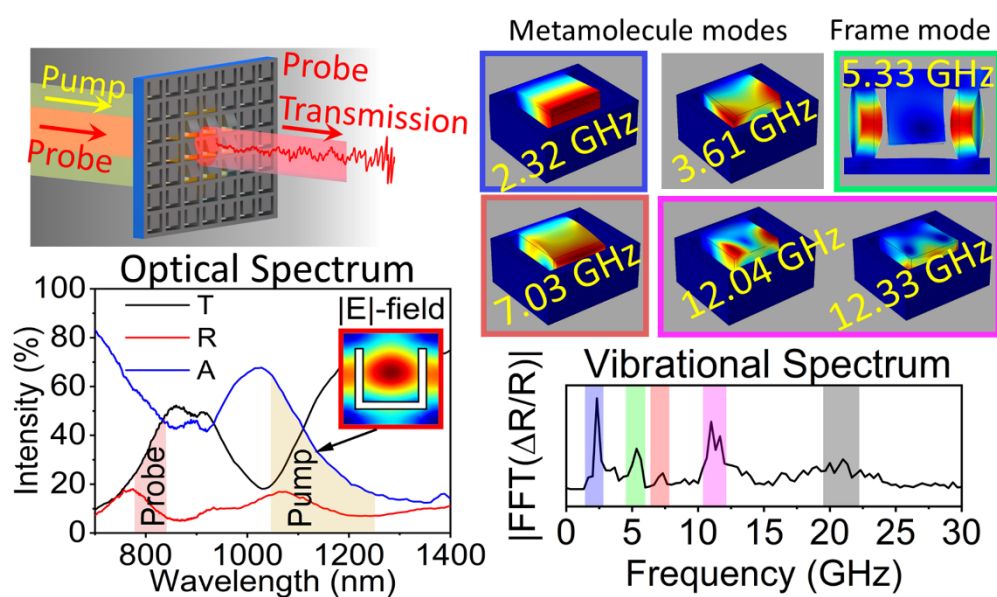 Pump
Probe
Probe
Transmission
Metamolecule modes
Frame mode
2.32 GHz
3.61 GHz
5.33 GHz
7.03 GHz
12.04 GHz
12.33 GHz
Optical Spectrum
T
R
A
|E|-field
Probe
Pump
100
80
60
40
20
0
Intensity (%)
800
1000
1200
1400
Wavelength (nm)
Vibrational Spectrum
|FFT(ΔR/R)|
0
5
10
15
20
25
30
Frequency (GHz)